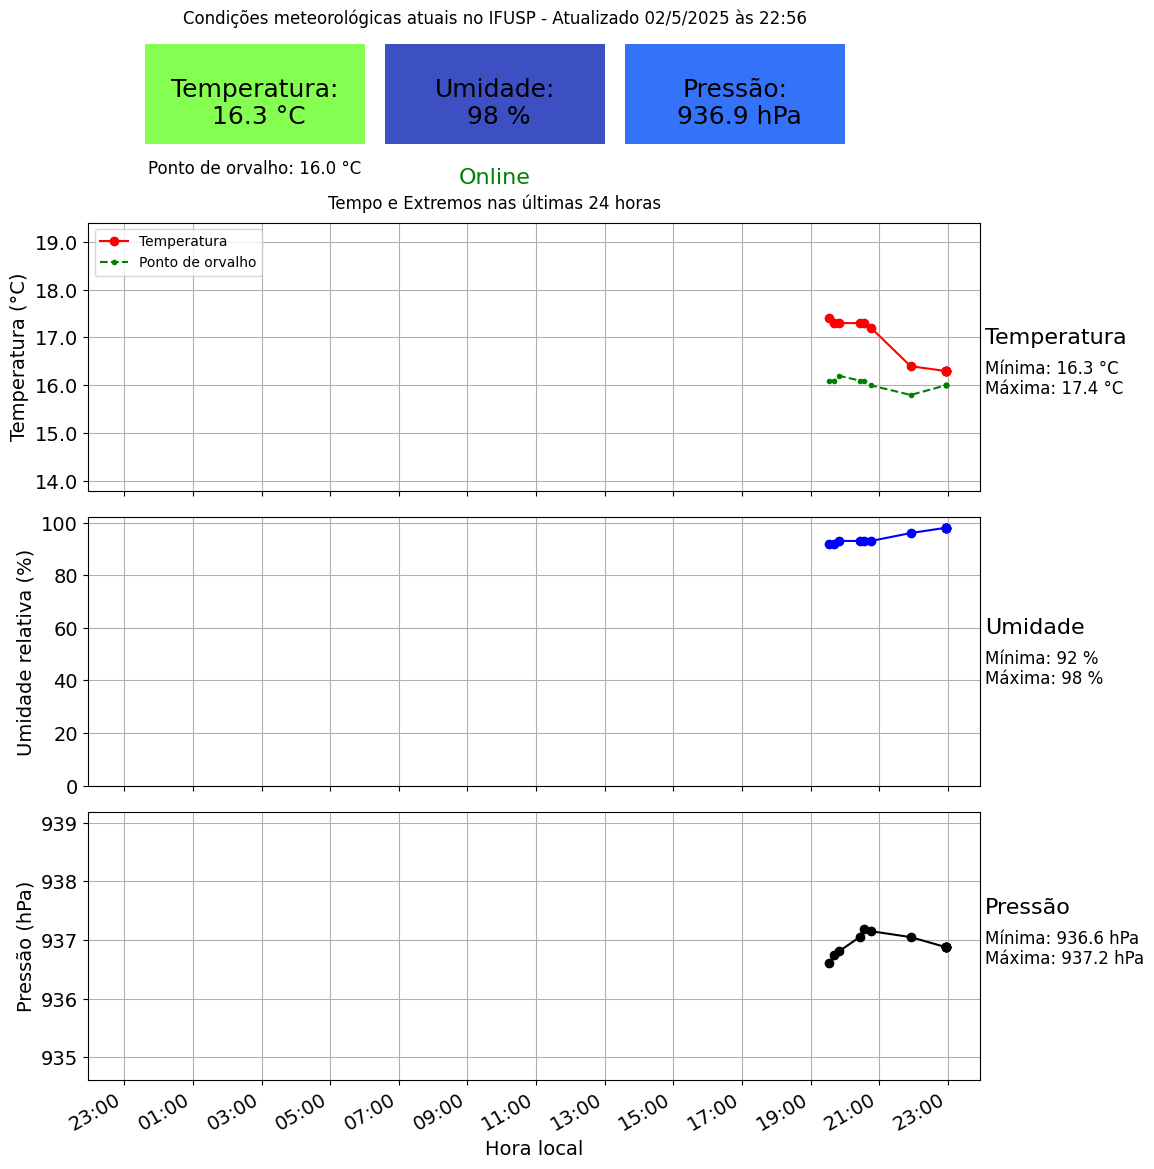 Condições meteorológicas atuais no IFUSP - Atualizado 02/5/2025 às 22:56
Temperatura:
16.3 °C
Umidade:
98 %
Pressão:
936.9 hPa
Ponto de orvalho: 16.0 °C
Online
Tempo e Extremos nas últimas 24 horas
Temperatura (°C)
19.0
18.0
17.0
16.0
15.0
14.0
Temperatura
Ponto de orvalho
Temperatura
Mínima: 16.3 °C
Máxima: 17.4 °C
Umidade relativa (%)
100
80
60
40
20
0
Umidade
Mínima: 92 %
Máxima: 98 %
Pressão (hPa)
939
938
937
936
935
Pressão
Mínima: 936.6 hPa
Máxima: 937.2 hPa
23:00 01:00 03:00 05:00 07:00 09:00 11:00 13:00 15:00 17:00 19:00 21:00 23:00
Hora local